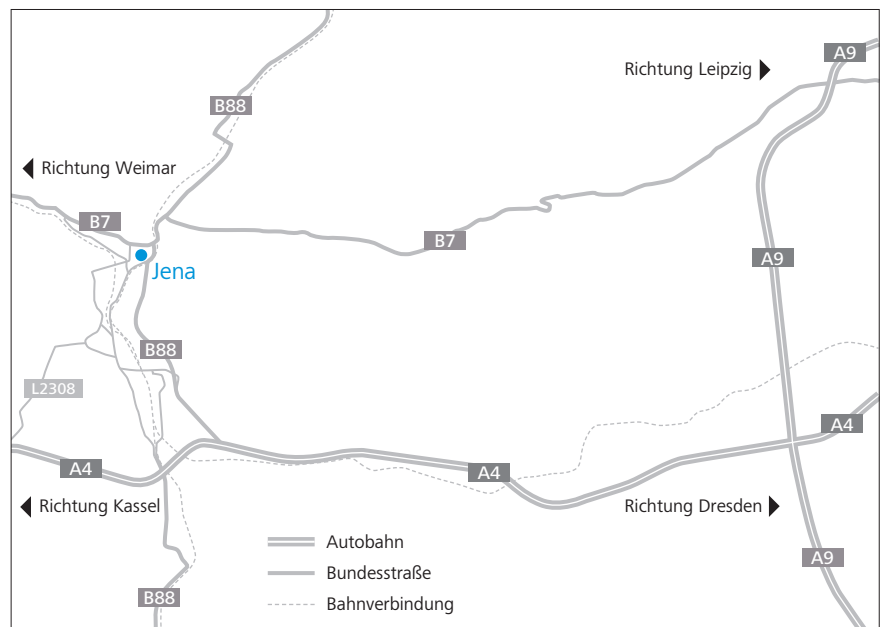 A9
Richtung Leipzig
B88
Richtung Weimar
B7
B7
A9
Jena
B88
L2308
A4
A4
A4
Richtung Kassel
Richtung Dresden
Autobahn
Bundesstraße
A9
B88
Bahnverbindung